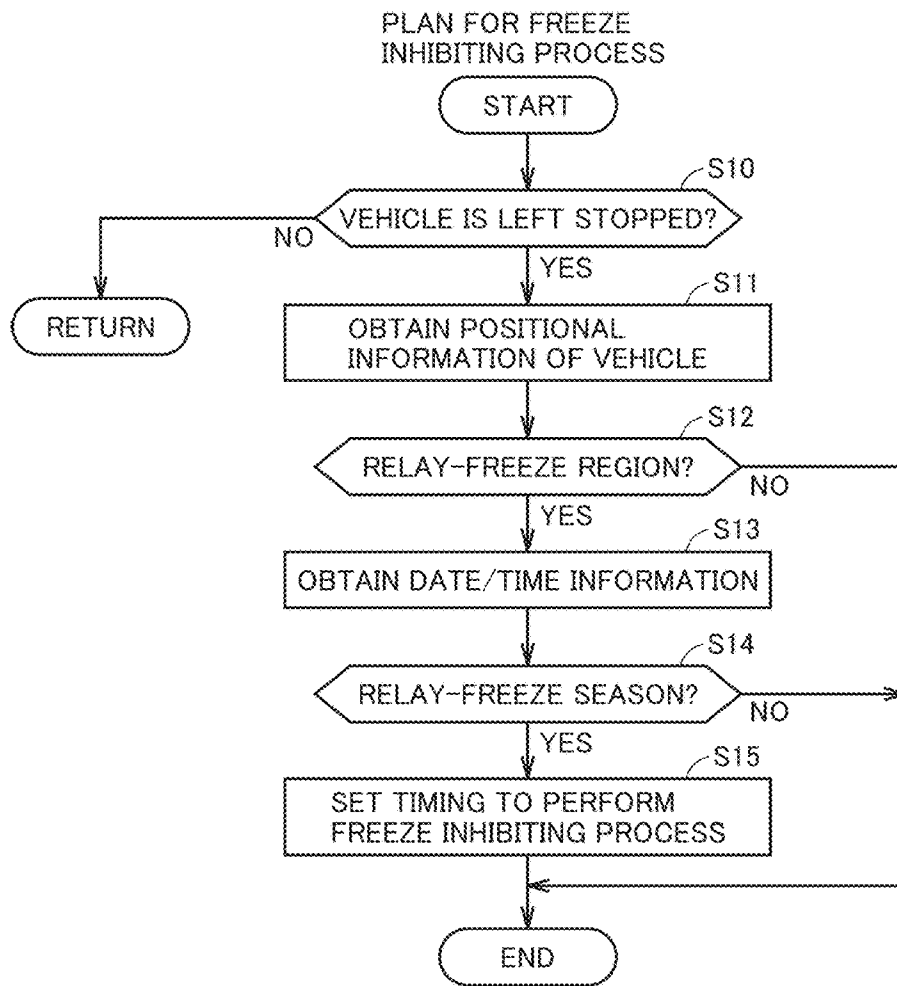 PLAN FOR FREEZE
INHIBITING PROCESS
START
S10
VEHICLE IS LEFT STOPPED?
NO
YES
RETURN
S11
OBTAIN POSITIONAL
INFORMATION OF VEHICLE
S12
RELAY-FREEZE REGION?
NO
YES
S13
OBTAIN DATE/TIME INFORMATION
S14
RELAY-FREEZE SEASON?
NO
YES
S15
SET TIMING TO PERFORM
FREEZE INHIBITING PROCESS
END